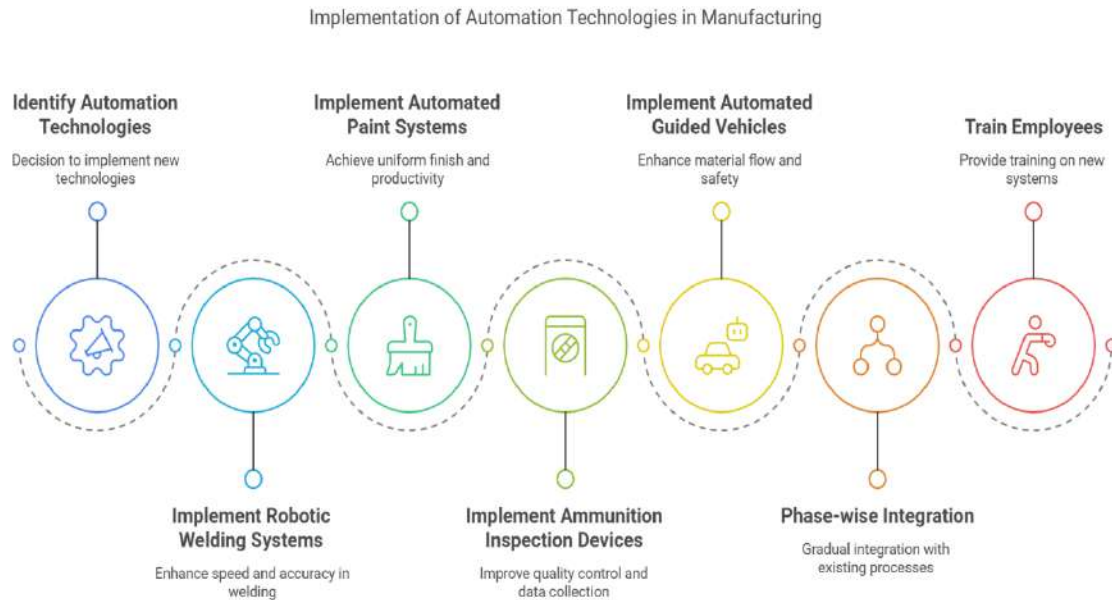 Implementation of Automation Technologies in Manufacturing
Identify Automation
Technologies
Decision to implement new
technologies
Implement Automated
Paint Systems
Achieve uniform finish and
productivity
Implement Automated
Guided Vehicles
Enhance material flow and
safety
Train Employees
Provide training on new
systems
Implement Robotic
Welding Systems
Enhance speed and accuracy in
welding
Implement Ammunition
Inspection Devices
Improve quality control and
data collection
Phase-wise Integration
Gradual integration with
existing processes